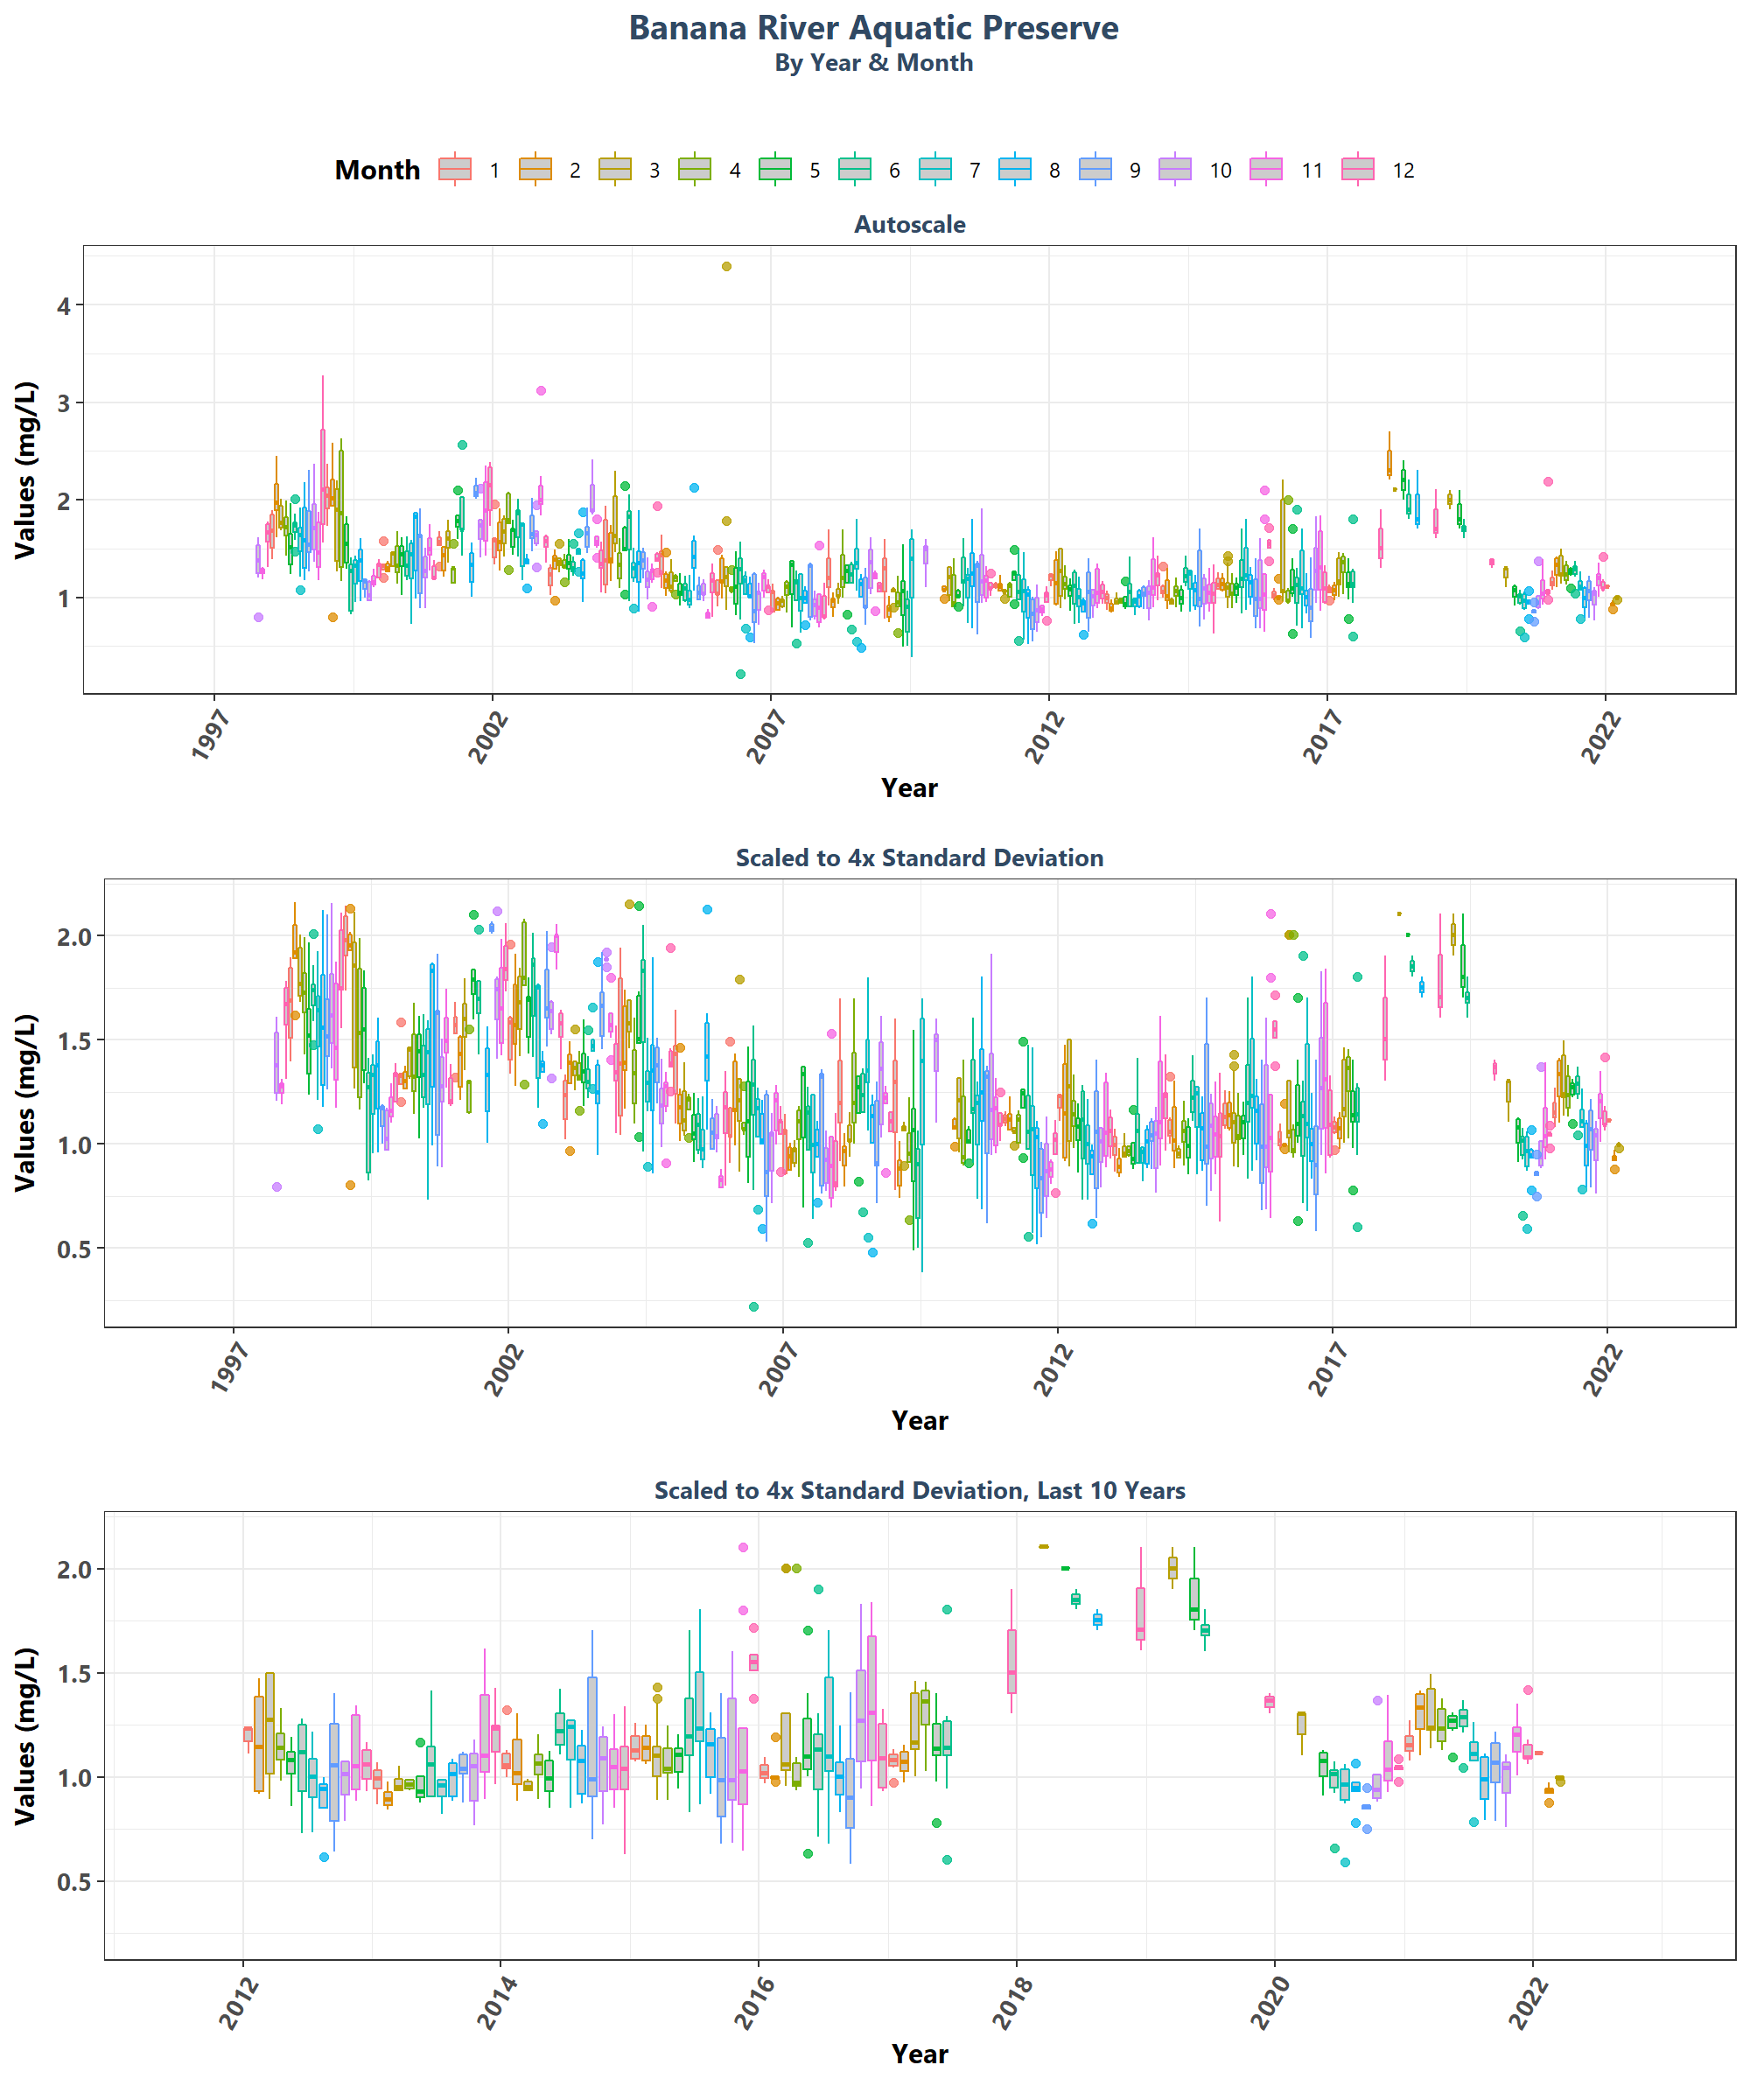 Banana River Aquatic Preserve
By Year & Month
Month 1 2 3 4 5 6 7 8 9 10 11 12
Autoscale
Values (mg/L)
4
3
2
1
1997 2002 2007 2012 2017 2022
Year
Scaled to 4x Standard Deviation
Values (mg/L)
2.0
1.5
1.0
0.5
1997 2002 2007 2012 2017 2022
Year
Scaled to 4x Standard Deviation, Last 10 Years
Values (mg/L)
2.0
1.5
1.0
0.5
2012 2014 2016 2018 2020 2022
Year